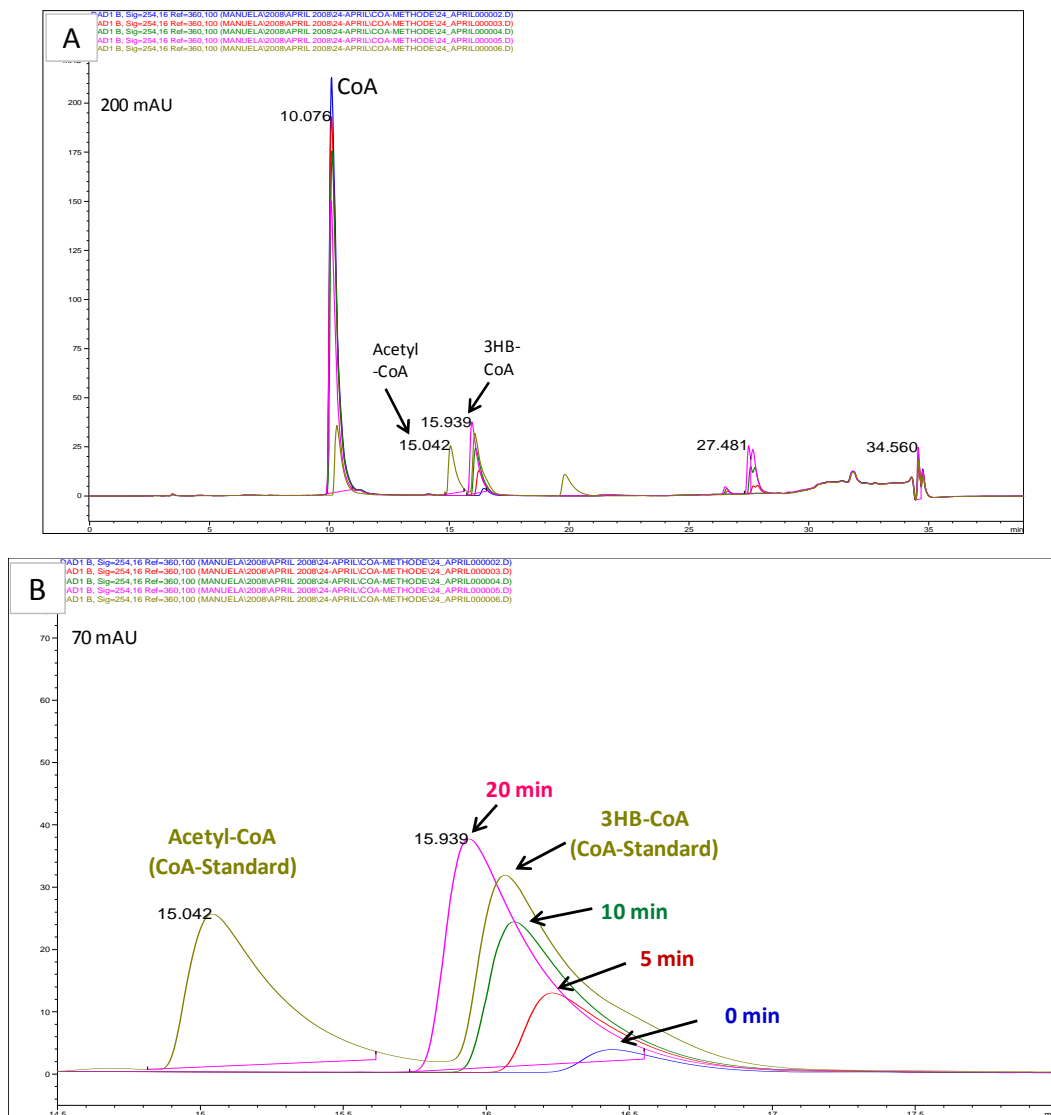 A
DAD1 B, Sig=254,16 Ref=360,100 (MANUELA\2008\APRIL 2008\24-APRIL\COA-METHODE\24_APRIL000002.D)
DAD1 B, Sig=254,16 Ref=360,100 (MANUELA\2008\APRIL 2008\24-APRIL\COA-METHODE\24_APRIL000003.D)
DAD1 B, Sig=254,16 Ref=360,100 (MANUELA\2008\APRIL 2008\24-APRIL\COA-METHODE\24_APRIL000004.D)
DAD1 B, Sig=254,16 Ref=360,100 (MANUELA\2008\APRIL 2008\24-APRIL\COA-METHODE\24_APRIL000005.D)
DAD1 B, Sig=254,16 Ref=360,100 (MANUELA\2008\APRIL 2008\24-APRIL\COA-METHODE\24_APRIL000006.D)
200 mAU
CoA
10.076
Acetyl
-CoA
3HB-
CoA
15.939
15.042
27.481
34.560
200
175
150
125
100
75
50
25
0
0 5 10 15 20 25 30 35 min
B
DAD1 B, Sig=254,16 Ref=360,100 (MANUELA\2008\APRIL 2008\24-APRIL\COA-METHODE\24_APRIL000002.D)
DAD1 B, Sig=254,16 Ref=360,100 (MANUELA\2008\APRIL 2008\24-APRIL\COA-METHODE\24_APRIL000003.D)
DAD1 B, Sig=254,16 Ref=360,100 (MANUELA\2008\APRIL 2008\24-APRIL\COA-METHODE\24_APRIL000004.D)
DAD1 B, Sig=254,16 Ref=360,100 (MANUELA\2008\APRIL 2008\24-APRIL\COA-METHODE\24_APRIL000005.D)
DAD1 B, Sig=254,16 Ref=360,100 (MANUELA\2008\APRIL 2008\24-APRIL\COA-METHODE\24_APRIL000006.D)
70 mAU
20 min
Acetyl-CoA
(CoA-Standard)
15.042
15.939
3HB-CoA
(CoA-Standard)
10 min
5 min
0 min
70
60
50
40
30
20
10
0
14.5 15 15.5 16 16.5 17 17.5